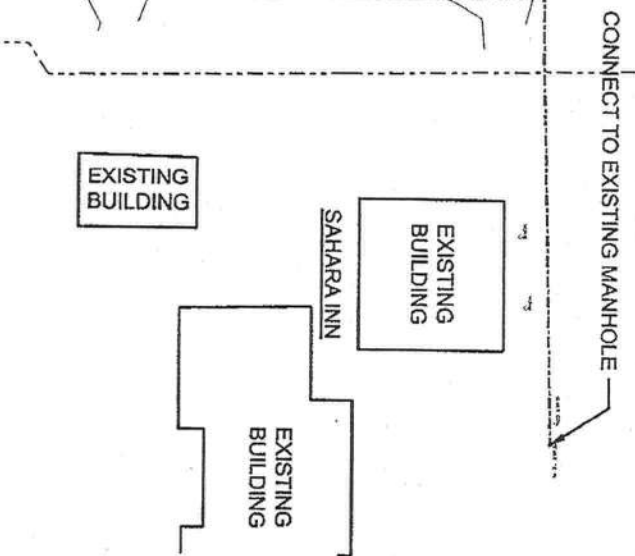 CONNECT TO EXISTING MANHOLE
EXISTING
BUILDING
EXISTING
BUILDING
SAHARA INN
EXISTING
BUILDING